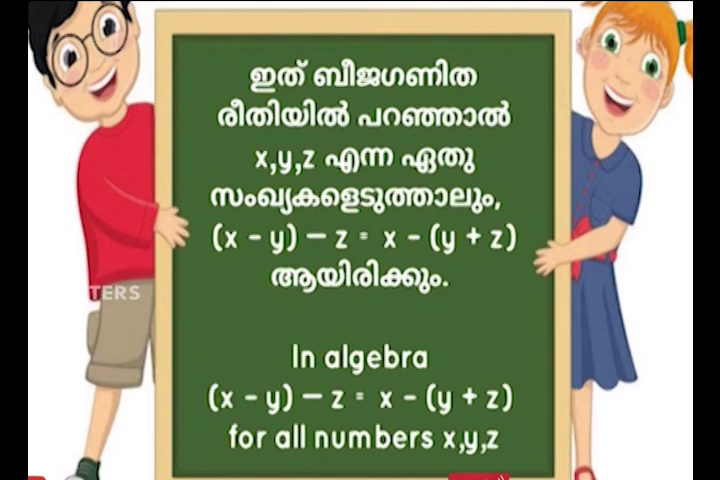 ഇത് ബീജഗണിത
രീതിയിൽ പറഞ്ഞാൽ
x,y,z എന്ന ഏതു
സംഖ്യകളെടുത്താലും,
(x - y) – z = x - (y + z)
ആയിരിക്കും.
TERS
In algebra
(x - y) – z = x - (y + z)
for all numbers x,y,z